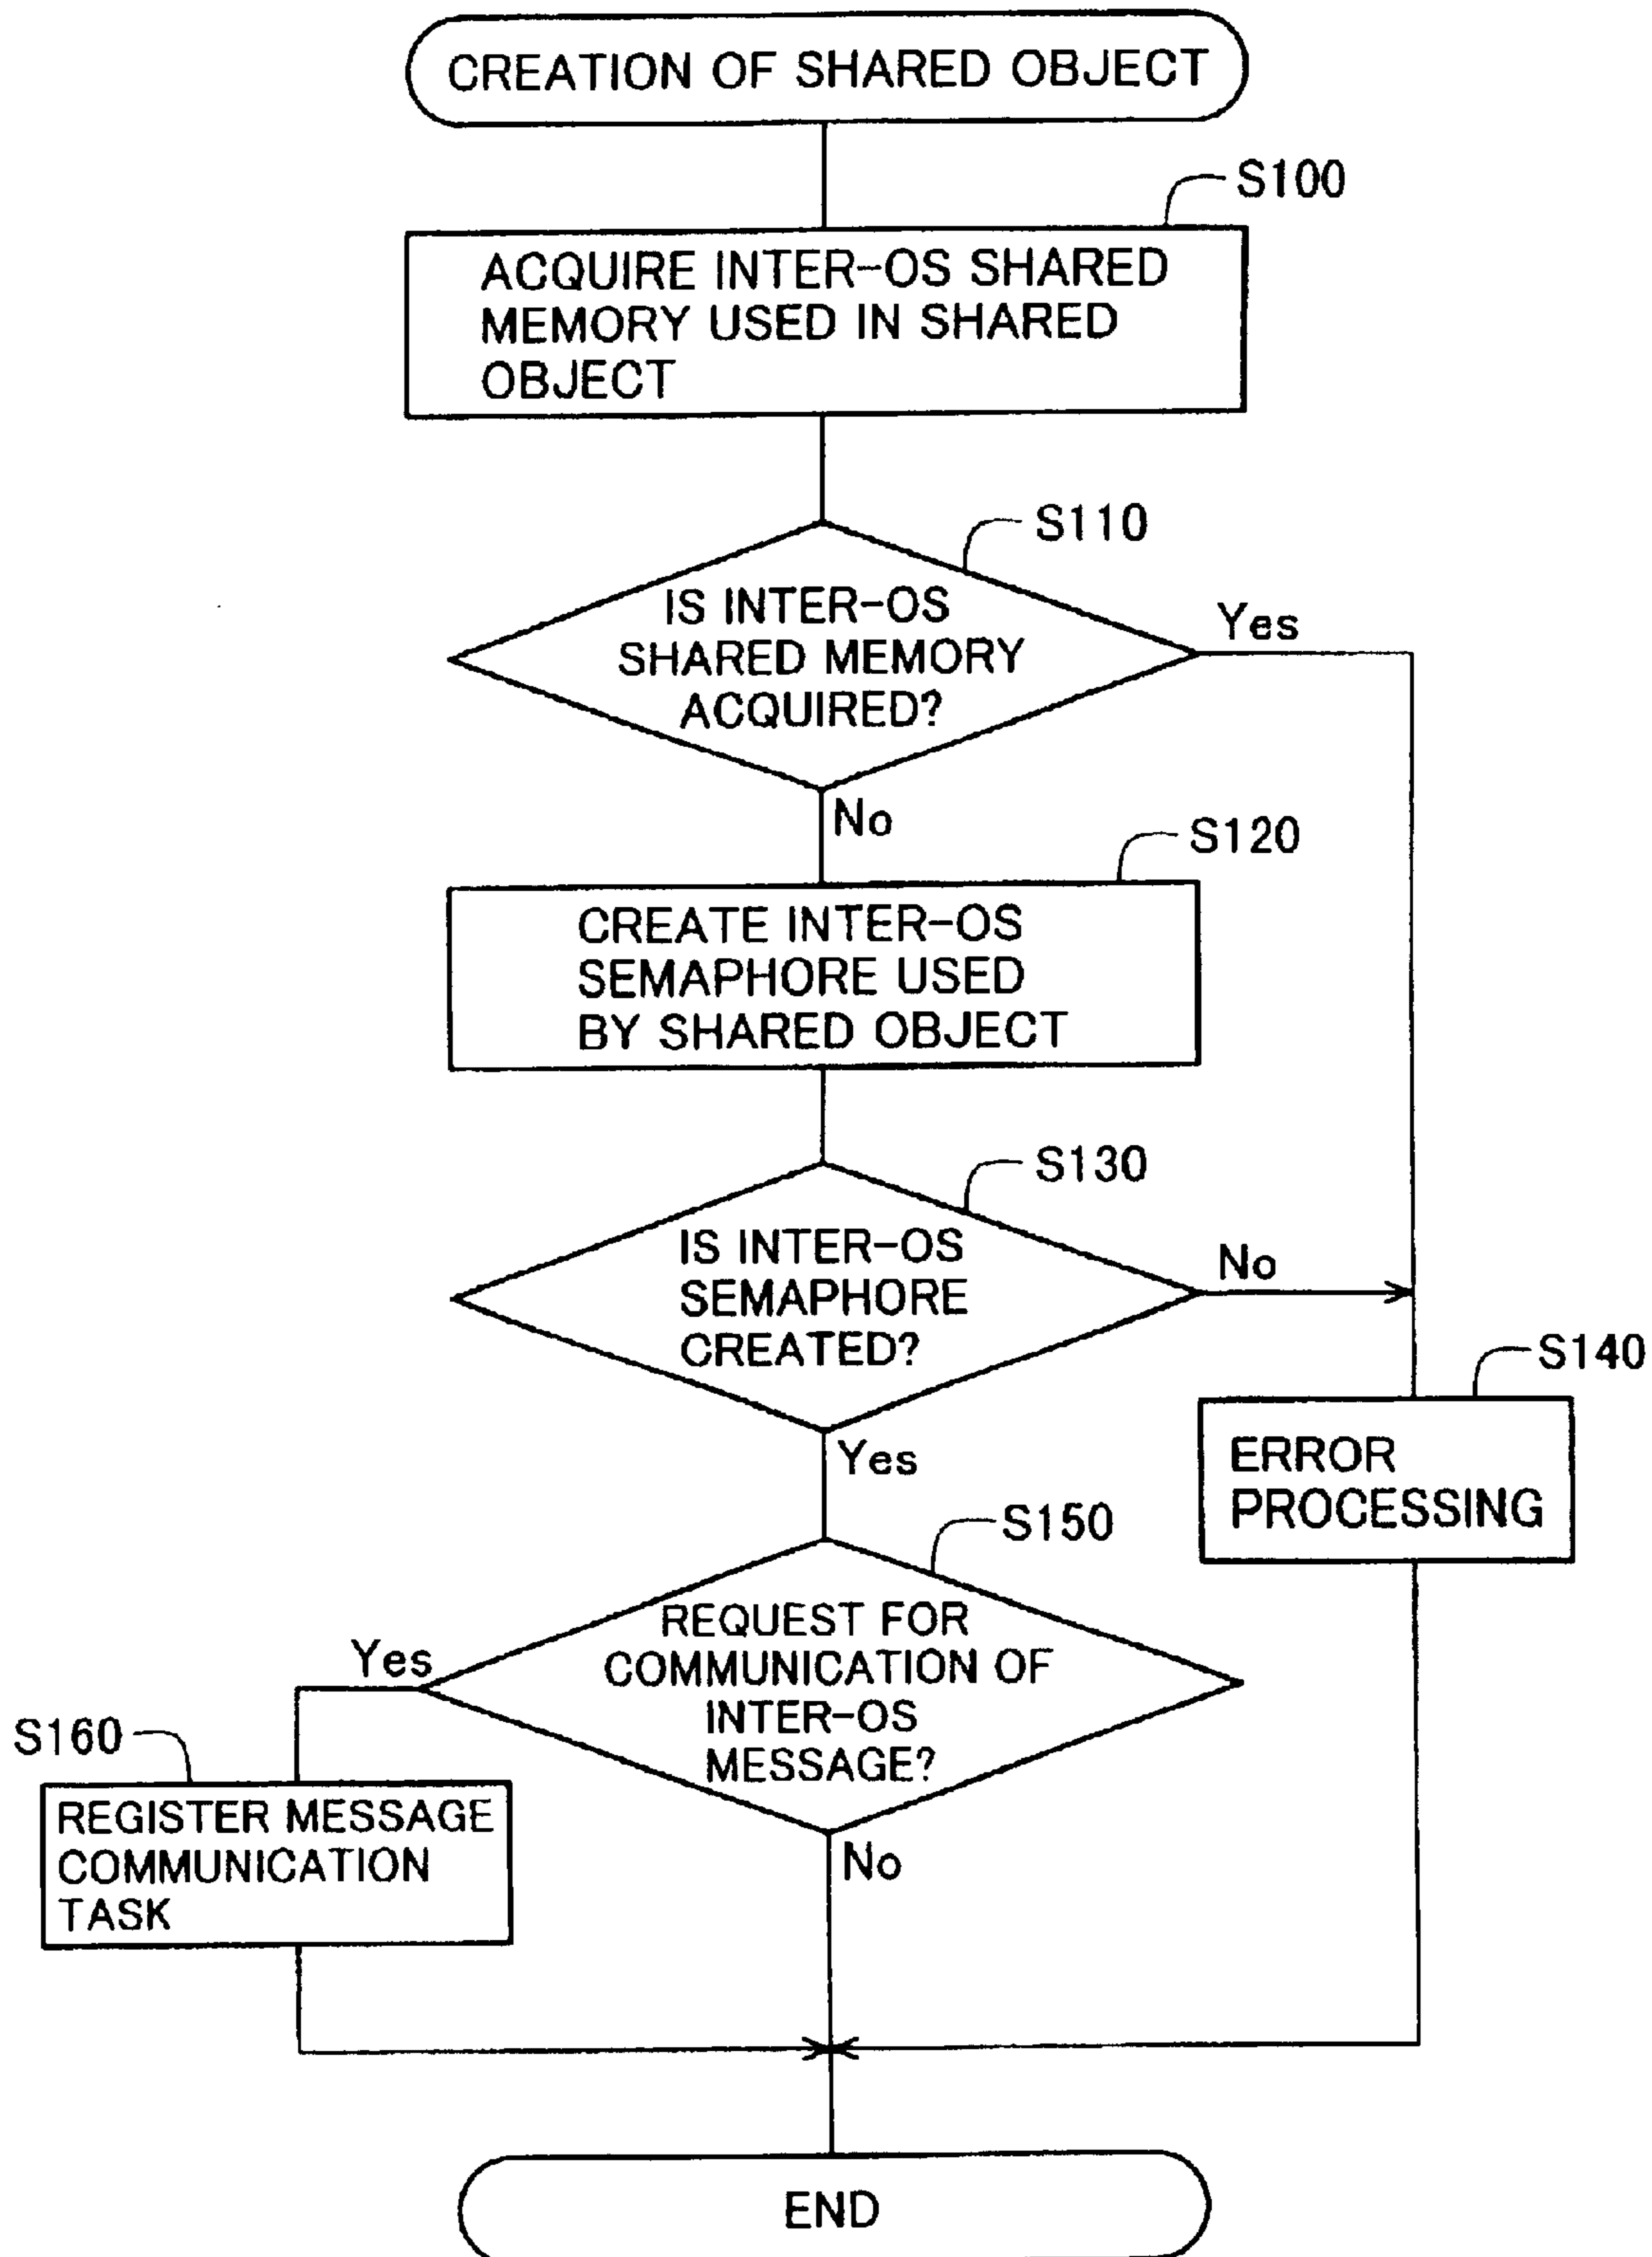 CREATION OF SHARED OBJECT
S100
ACQUIRE INTER-OS SHARED
MEMORY USED IN SHARED
OBJECT
S110
IS INTER-OS
SHARED MEMORY
ACQUIRED?
Yes
No
S120
CREATE INTER-OS
SEMAPHORE USED
BY SHARED OBJECT
S130
IS INTER-OS
SEMAPHORE
CREATED?
No
Yes
S140
ERROR
PROCESSING
S150
REQUEST FOR
COMMUNICATION OF
INTER-OS
MESSAGE?
Yes
No
S160
REGISTER MESSAGE
COMMUNICATION
TASK
END